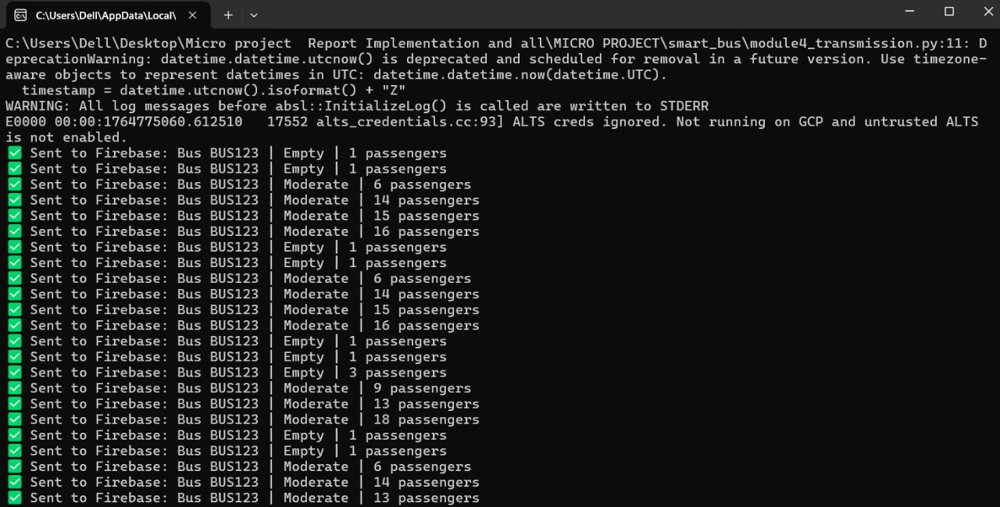 C:\Users\Dell\AppData\Local\
C:\Users\Dell\Desktop\Micro project  Report Implementation and all\MICRO PROJECT\smart_bus\module4_transmission.py:11: D
eprecationWarning: datetime.datetime.utcnow() is deprecated and scheduled for removal in a future version. Use timezone-
aware objects to represent datetimes in UTC: datetime.datetime.now(datetime.UTC).
  timestamp = datetime.utcnow().isoformat() + "Z"
WARNING: All log messages before absl::InitializeLog() is called are written to STDERR
E0000 00:00:1764775060.612510   17552 alts_credentials.cc:93] ALTS creds ignored. Not running on GCP and untrusted ALTS
is not enabled.
✅ Sent to Firebase: Bus BUS123 | Empty | 1 passengers
✅ Sent to Firebase: Bus BUS123 | Empty | 1 passengers
✅ Sent to Firebase: Bus BUS123 | Moderate | 6 passengers
✅ Sent to Firebase: Bus BUS123 | Moderate | 14 passengers
✅ Sent to Firebase: Bus BUS123 | Moderate | 15 passengers
✅ Sent to Firebase: Bus BUS123 | Moderate | 16 passengers
✅ Sent to Firebase: Bus BUS123 | Empty | 1 passengers
✅ Sent to Firebase: Bus BUS123 | Empty | 1 passengers
✅ Sent to Firebase: Bus BUS123 | Moderate | 6 passengers
✅ Sent to Firebase: Bus BUS123 | Moderate | 14 passengers
✅ Sent to Firebase: Bus BUS123 | Moderate | 15 passengers
✅ Sent to Firebase: Bus BUS123 | Moderate | 16 passengers
✅ Sent to Firebase: Bus BUS123 | Empty | 1 passengers
✅ Sent to Firebase: Bus BUS123 | Empty | 1 passengers
✅ Sent to Firebase: Bus BUS123 | Empty | 3 passengers
✅ Sent to Firebase: Bus BUS123 | Moderate | 9 passengers
✅ Sent to Firebase: Bus BUS123 | Moderate | 13 passengers
✅ Sent to Firebase: Bus BUS123 | Moderate | 18 passengers
✅ Sent to Firebase: Bus BUS123 | Empty | 1 passengers
✅ Sent to Firebase: Bus BUS123 | Empty | 1 passengers
✅ Sent to Firebase: Bus BUS123 | Moderate | 6 passengers
✅ Sent to Firebase: Bus BUS123 | Moderate | 14 passengers
✅ Sent to Firebase: Bus BUS123 | Moderate | 13 passengers